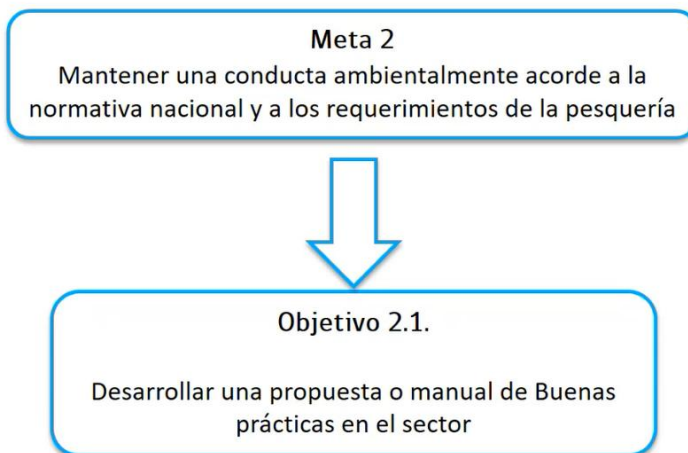 Meta 2
Mantener una conducta ambientalmente acorde a la
normativa nacional y a los requerimientos de la pesquería
Objetivo 2.1.
Desarrollar una propuesta o manual de Buenas
prácticas en el sector